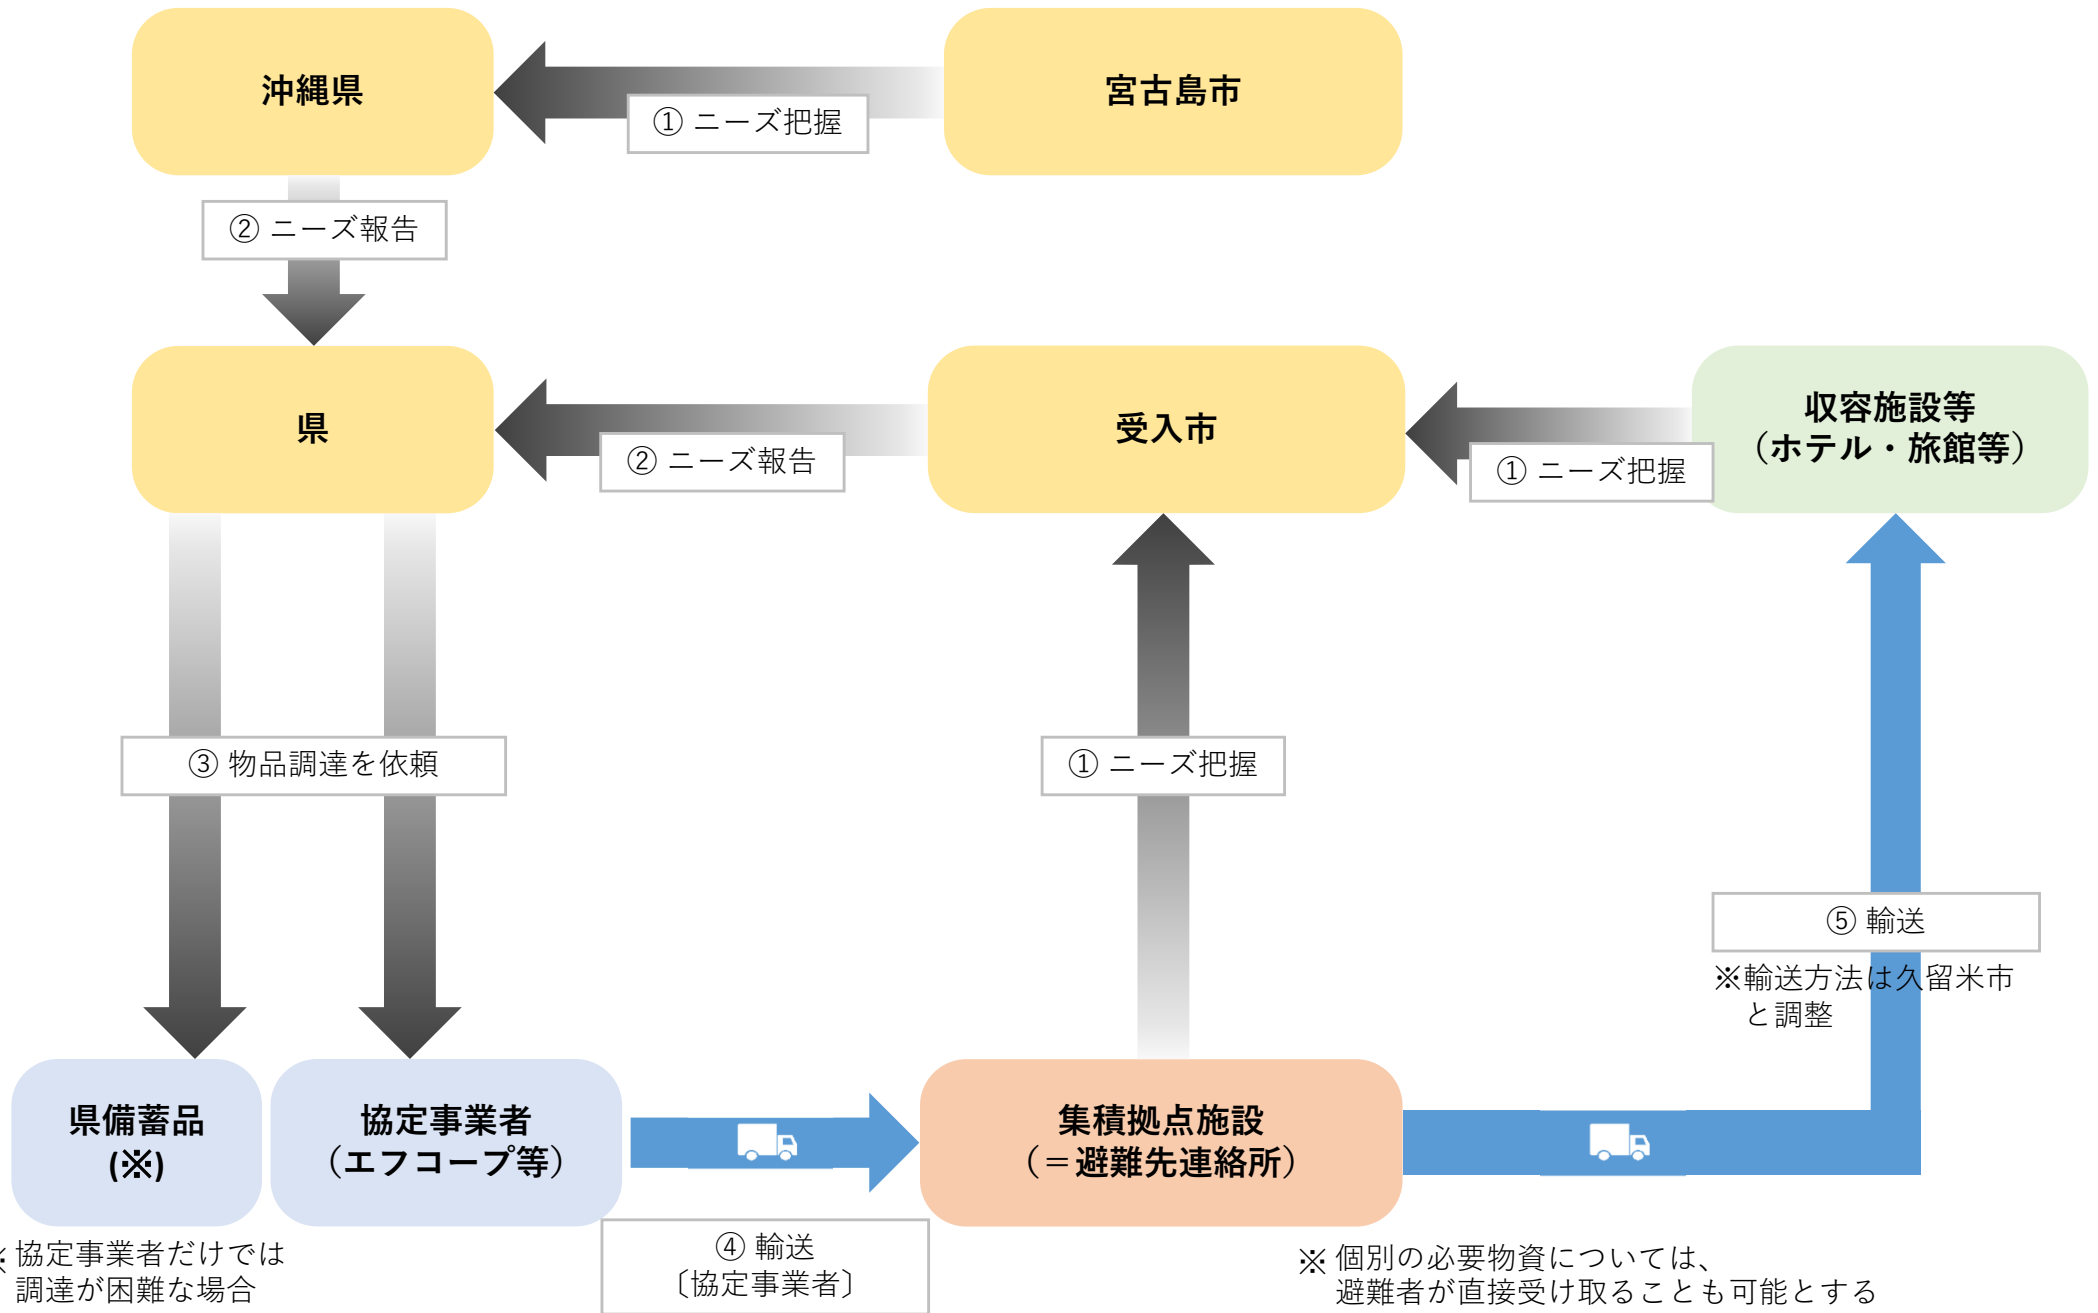 沖縄県
宮古島市
① ニーズ把握
② ニーズ報告
県
受入市
収容施設等
（ホテル・旅館等）
② ニーズ報告
① ニーズ把握
③ 物品調達を依頼
① ニーズ把握
⑤ 輸送
※輸送方法は久留米市
と調整
県備蓄品
(※)
協定事業者
（エフコープ等）
集積拠点施設
（＝避難先連絡所）
※ 協定事業者だけでは
調達が困難な場合
④ 輸送
〔協定事業者〕
※ 個別の必要物資については、
避難者が直接受け取ることも可能とする